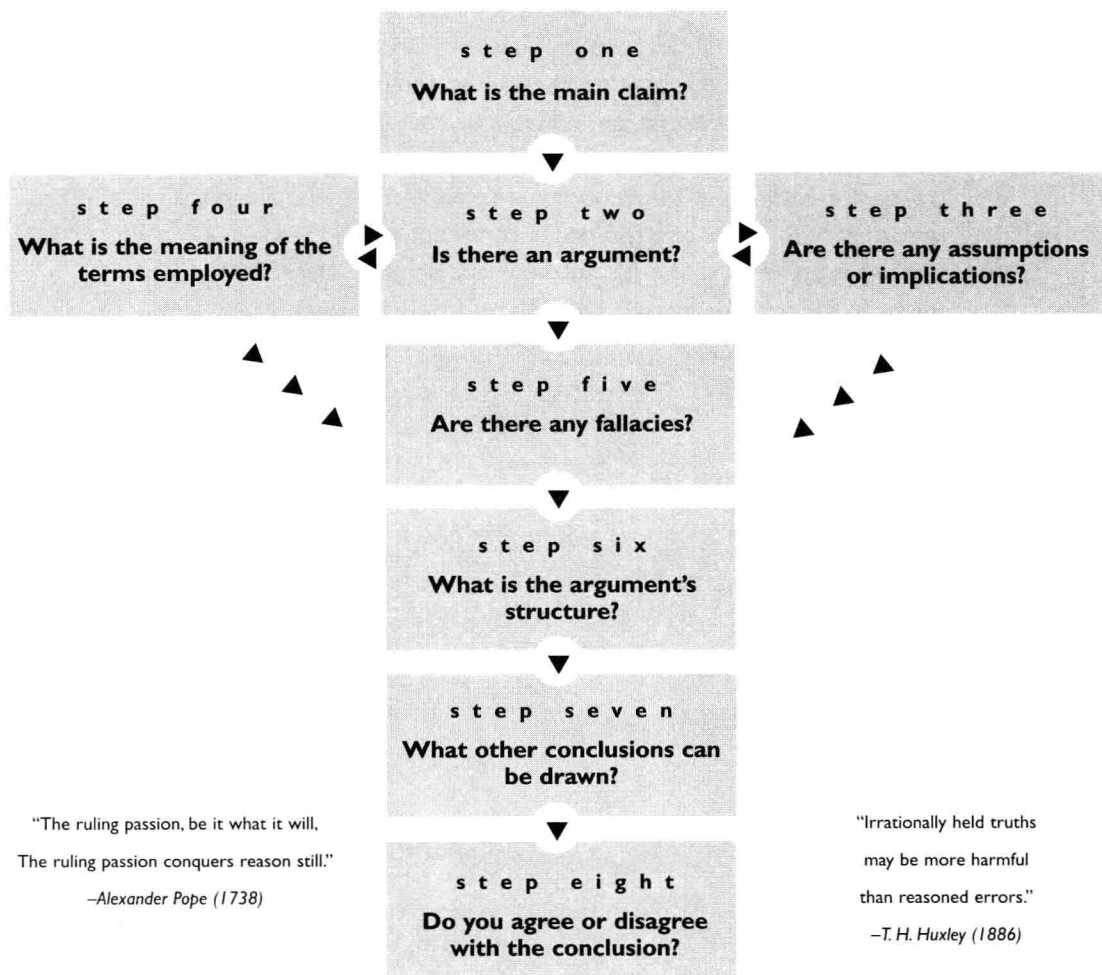 step one
What is the main claim?
step four
What is the meaning of the
terms employed?
step two
Is there an argument?
step three
Are there any assumptions
or implications?
step five
Are there any fallacies?
step six
What is the argument's
structure?
step seven
What other conclusions can
be drawn?
"The ruling passion, be it what it will,
The ruling passion conquers reason still."
–Alexander Pope (1738)
step eight
Do you agree or disagree
with the conclusion?
"Irrationally held truths
may be more harmful
than reasoned errors."
–T. H. Huxley (1886)